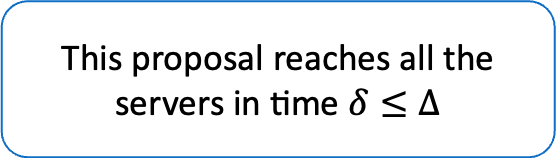 This proposal reaches all the
servers in time 𝛿 ≤ Δ